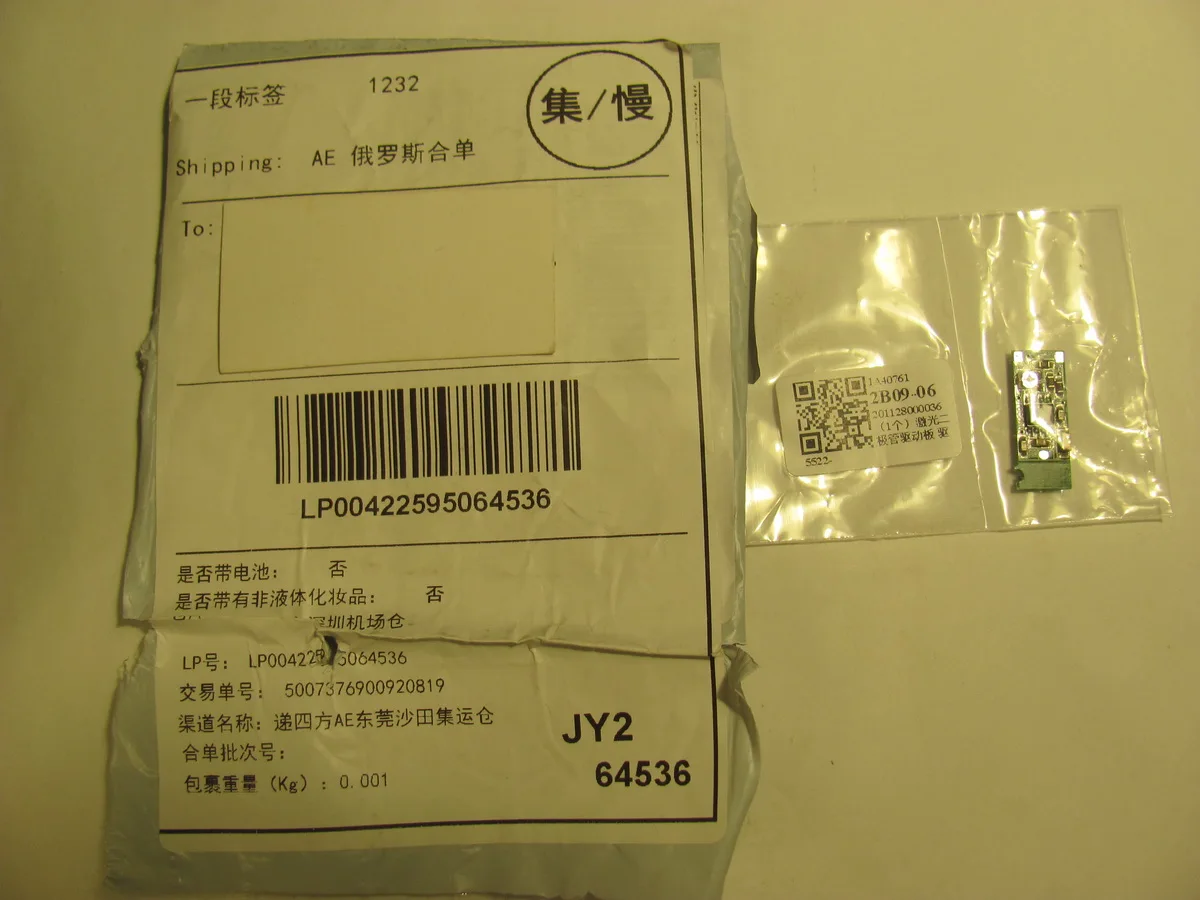 一段标签 1232
集/慢
Shipping: AE 俄罗斯合单
To:
LP00422595064536
是否带电池: 否
是否带有非液体化妆品: 否
深圳机场仓
LP号: LP00422595064536
交易单号: 5007376900920819
渠道名称: 递四方AE东莞沙田集运仓
合单批次号:
包裹重量 (Kg) : 0.001
JY2
64536
1A40761
2B09-06
201128000036
(1个) 激光二
极管驱动板 驱
5522-